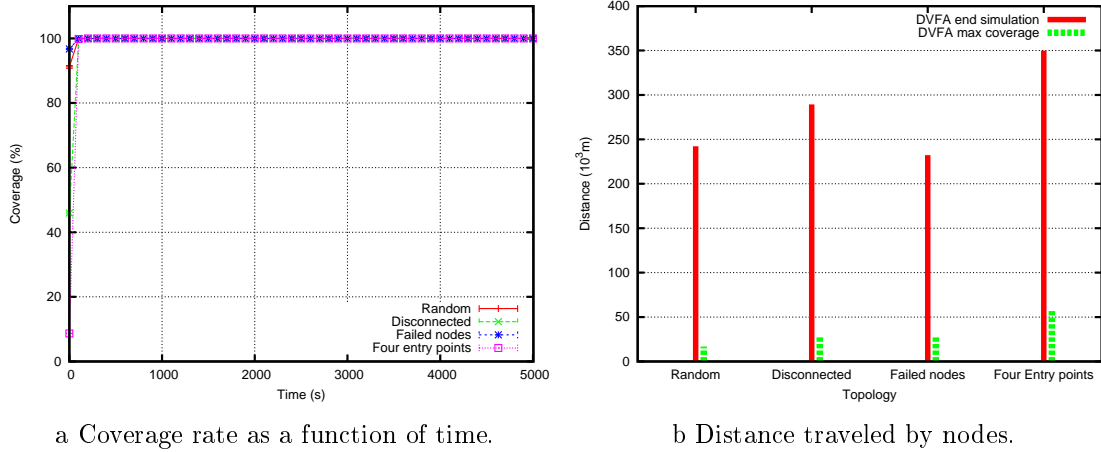 100
80
60
40
20
0
Coverage (%)
0 1000 2000 3000 4000 5000
Time (s)
Random
Disconnected
Failed nodes
Four entry points
a Coverage rate as a function of time.
400
350
300
250
200
150
100
50
0
Distance (10³m)
DVFA end simulation
DVFA max coverage
Random Disconnected Failed nodes Four Entry points
Topology
b Distance traveled by nodes.